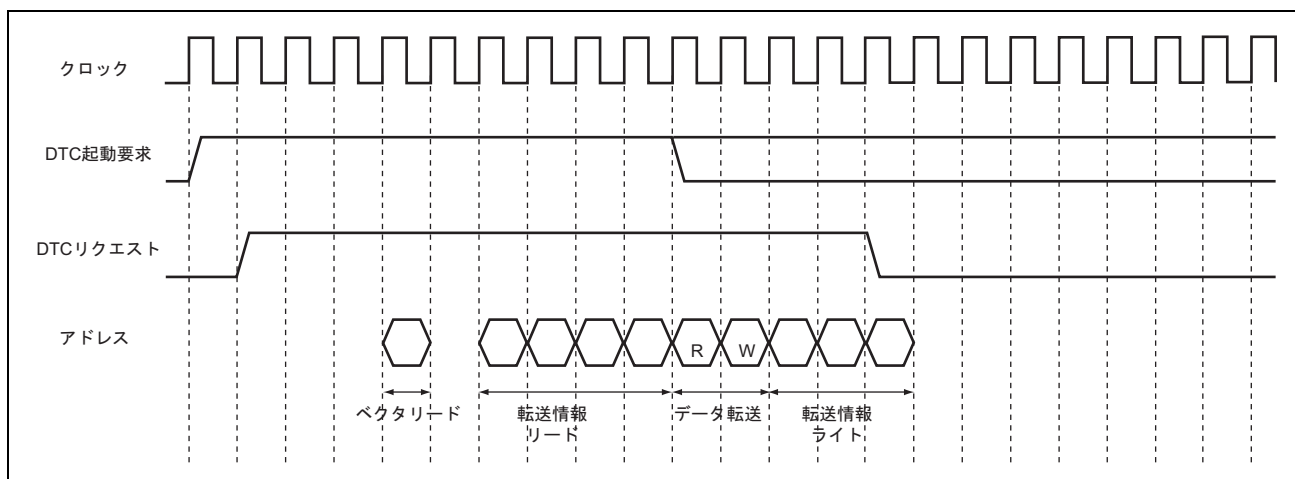 クロック
DTC起動要求
DTCリクエスト
アドレス
R
W
ベクタリード
転送情報
リード
データ転送
転送情報
ライト